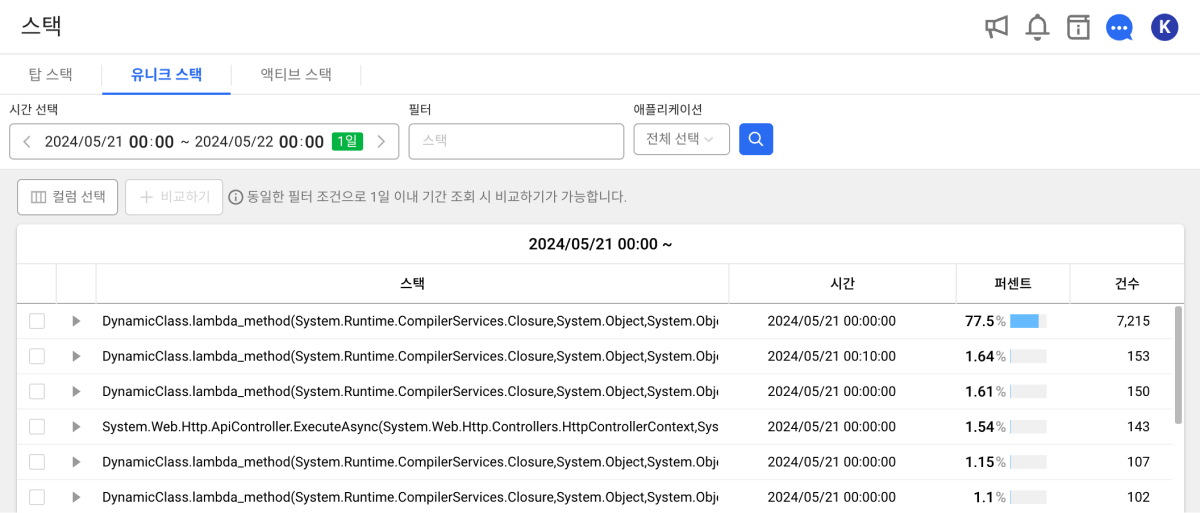 스택
K
탑 스택 유니크 스택 액티브 스택
시간 선택 필터 애플리케이션
2024/05/21 00:00 ~ 2024/05/22 00:00 1일 스택 전체 선택
컬럼 선택 비교하기 동일한 필터 조건으로 1일 이내 기간 조회 시 비교하기가 가능합니다.
2024/05/21 00:00 ~
스택 시간 퍼센트 건수
DynamicClass.lambda_method(System.Runtime.CompilerServices.Closure,System.Object,System.Obj 2024/05/21 00:00:00 77.5% 7,215
DynamicClass.lambda_method(System.Runtime.CompilerServices.Closure,System.Object,System.Obj 2024/05/21 00:10:00 1.64% 153
DynamicClass.lambda_method(System.Runtime.CompilerServices.Closure,System.Object,System.Obj 2024/05/21 00:00:00 1.61% 150
System.Web.Http.ApiController.ExecuteAsync(System.Web.Http.Controllers.HttpControllerContext,Sys 2024/05/21 00:00:00 1.54% 143
DynamicClass.lambda_method(System.Runtime.CompilerServices.Closure,System.Object,System.Obj 2024/05/21 00:00:00 1.15% 107
DynamicClass.lambda_method(System.Runtime.CompilerServices.Closure,System.Object,System.Obj 2024/05/21 00:00:00 1.1% 102